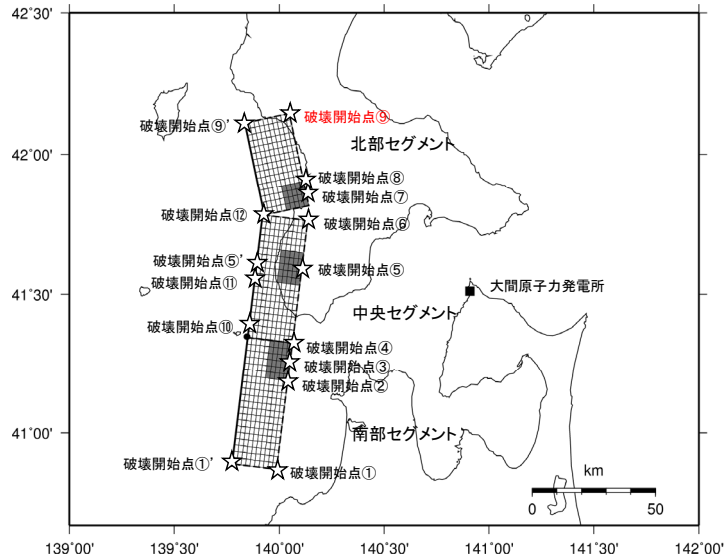 42°30'
破壊開始点⑨'
破壊開始点⑨
北部セグメント
42°00'
破壊開始点⑧
破壊開始点⑦
破壊開始点⑫
破壊開始点⑥
破壊開始点⑤'
破壊開始点⑤
破壊開始点⑪
大間原子力発電所
41°30'
中央セグメント
破壊開始点⑩
破壊開始点④
破壊開始点③
破壊開始点②
41°00'
南部セグメント
破壊開始点①'
破壊開始点①
km
0 50
139°00' 139°30' 140°00' 140°30' 141°00' 141°30' 142°00'